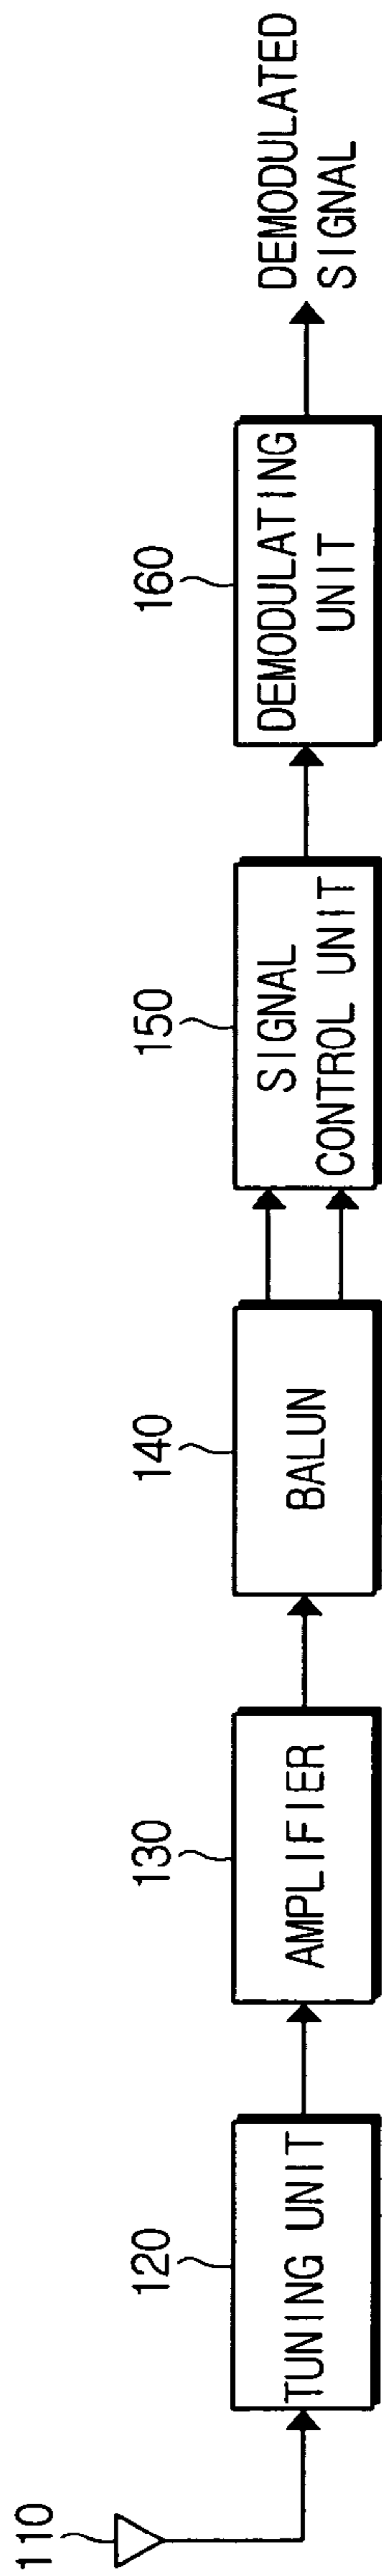 110
120
TUNING UNIT
130
AMPLIFIER
140
BALUN
150
SIGNAL
CONTROL UNIT
160
DEMODULATING
UNIT
DEMODULATED
SIGNAL